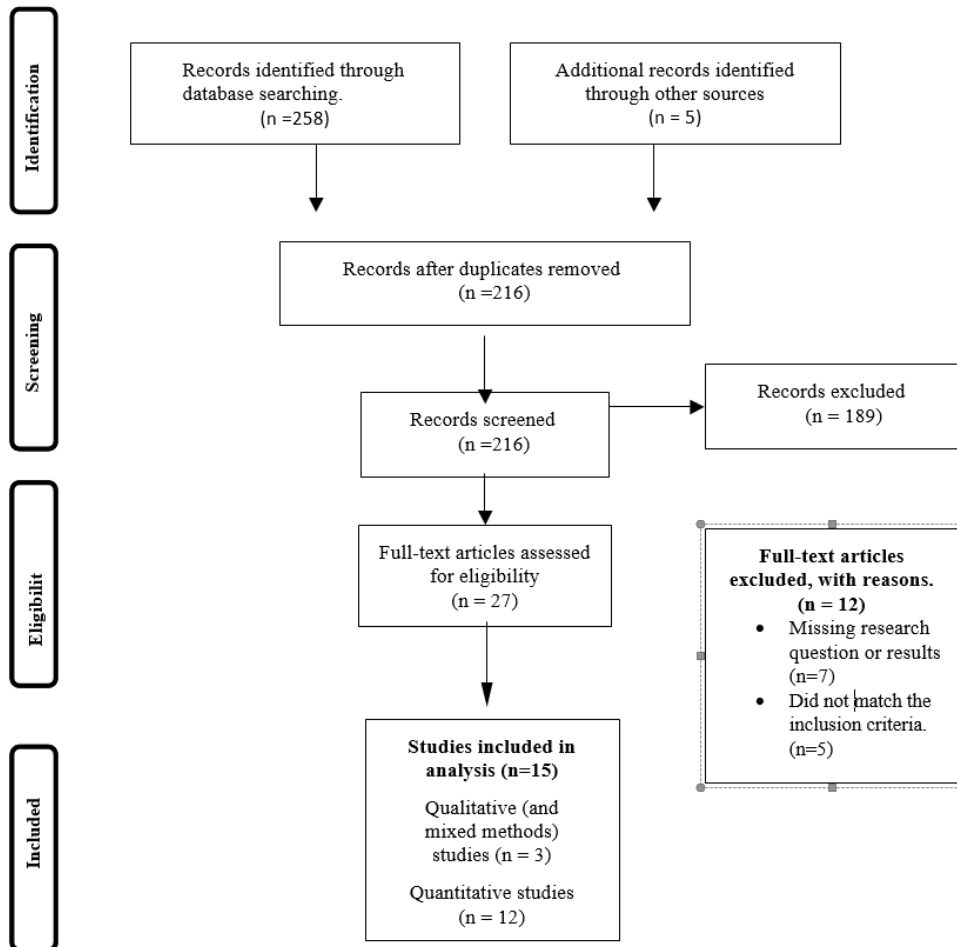 Identification
Records identified through
database searching.
(n =258)
Additional records identified
through other sources
(n = 5)
Screening
Records after duplicates removed
(n =216)
Records screened
(n =216)
Records excluded
(n = 189)
Eligibilit
Full-text articles assessed
for eligibility
(n = 27)
Full-text articles
excluded, with reasons.
(n = 12)
• Missing research
question or results
(n=7)
• Did not match the
inclusion criteria.
(n=5)
Included
Studies included in
analysis (n=15)
Qualitative (and
mixed methods)
studies (n = 3)
Quantitative studies
(n = 12)